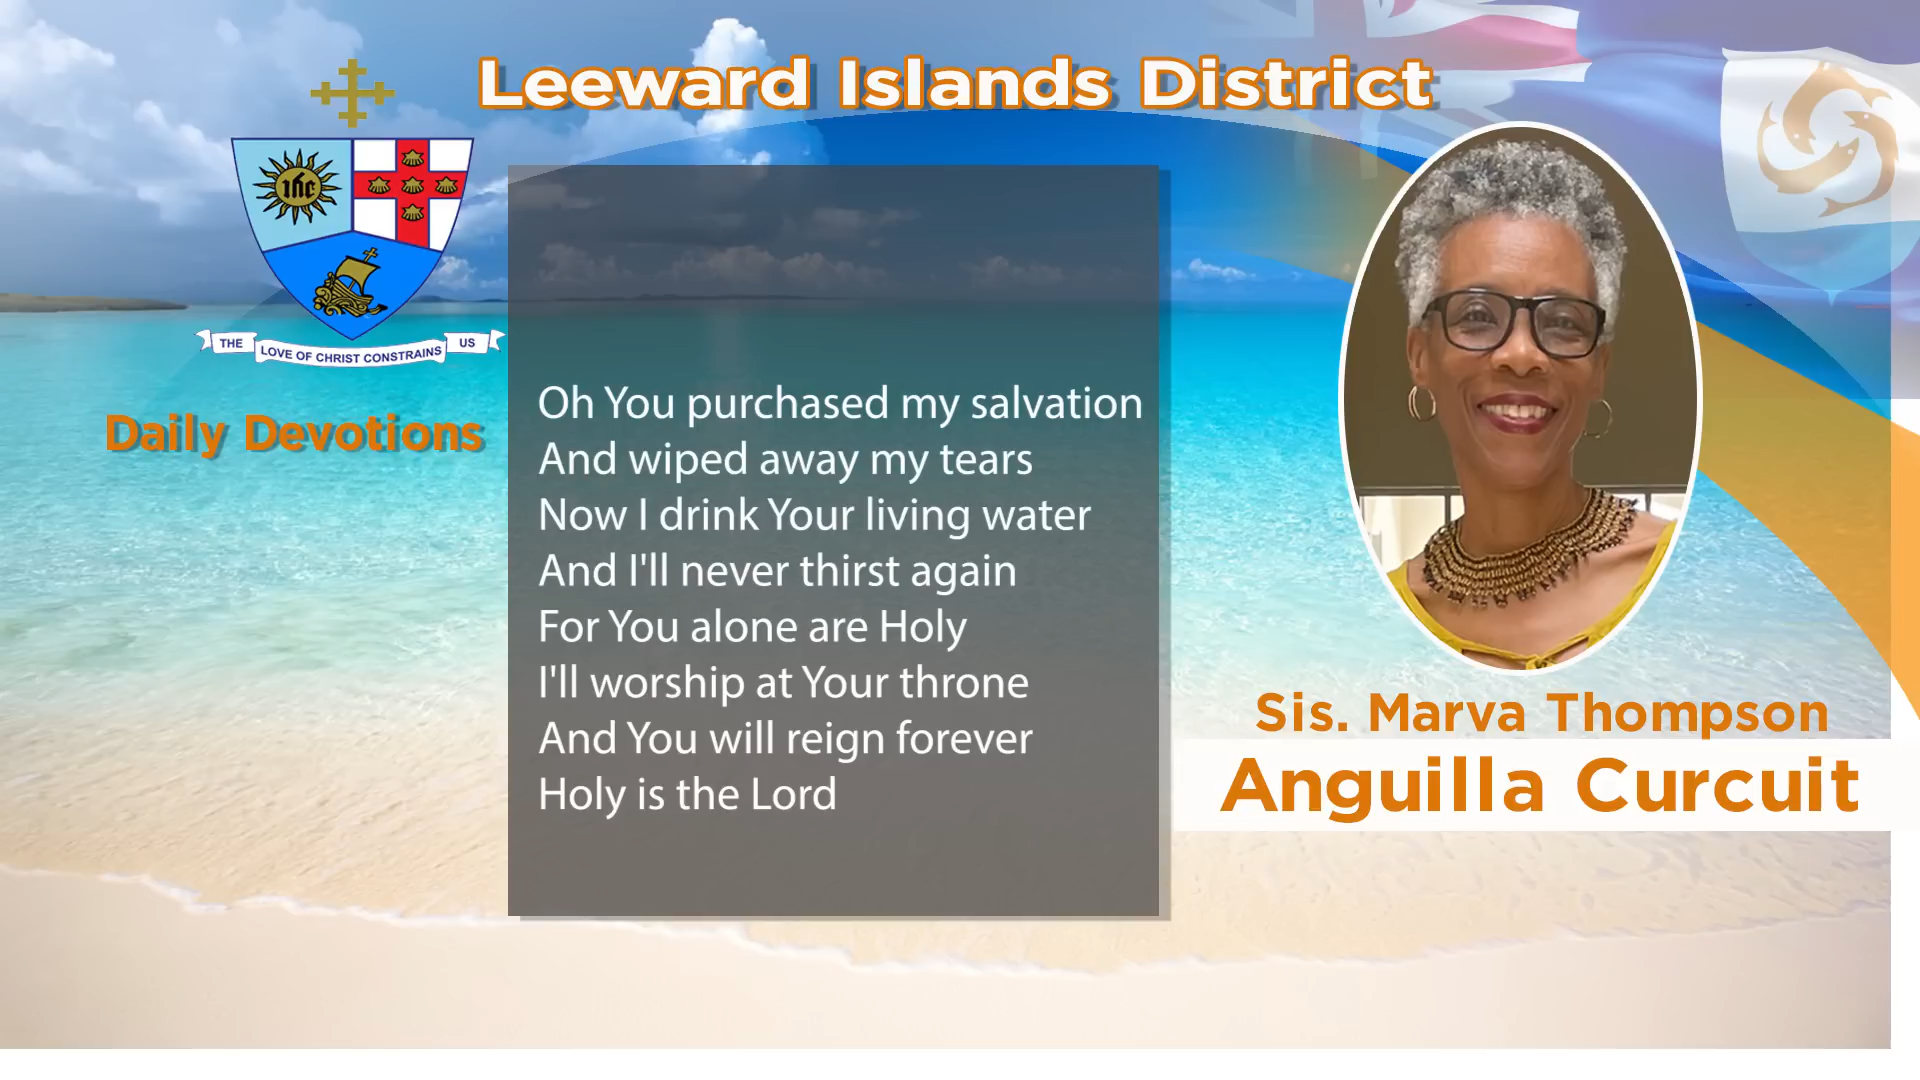 Leeward Islands District
ihc
THE LOVE OF CHRIST CONSTRAINS US
Daily Devotions
Oh You purchased my salvation
And wiped away my tears
Now I drink Your living water
And I'll never thirst again
For You alone are Holy
I'll worship at Your throne
And You will reign forever
Holy is the Lord
Sis. Marva Thompson
Anguilla Curcuit